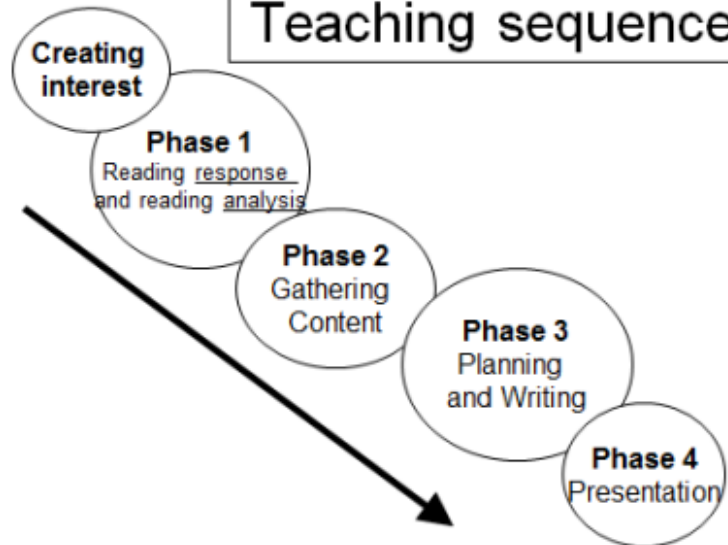 Teaching sequence
Creating
interest
Phase 1
Reading response
and reading analysis
Phase 2
Gathering
Content
Phase 3
Planning
and Writing
Phase 4
Presentation